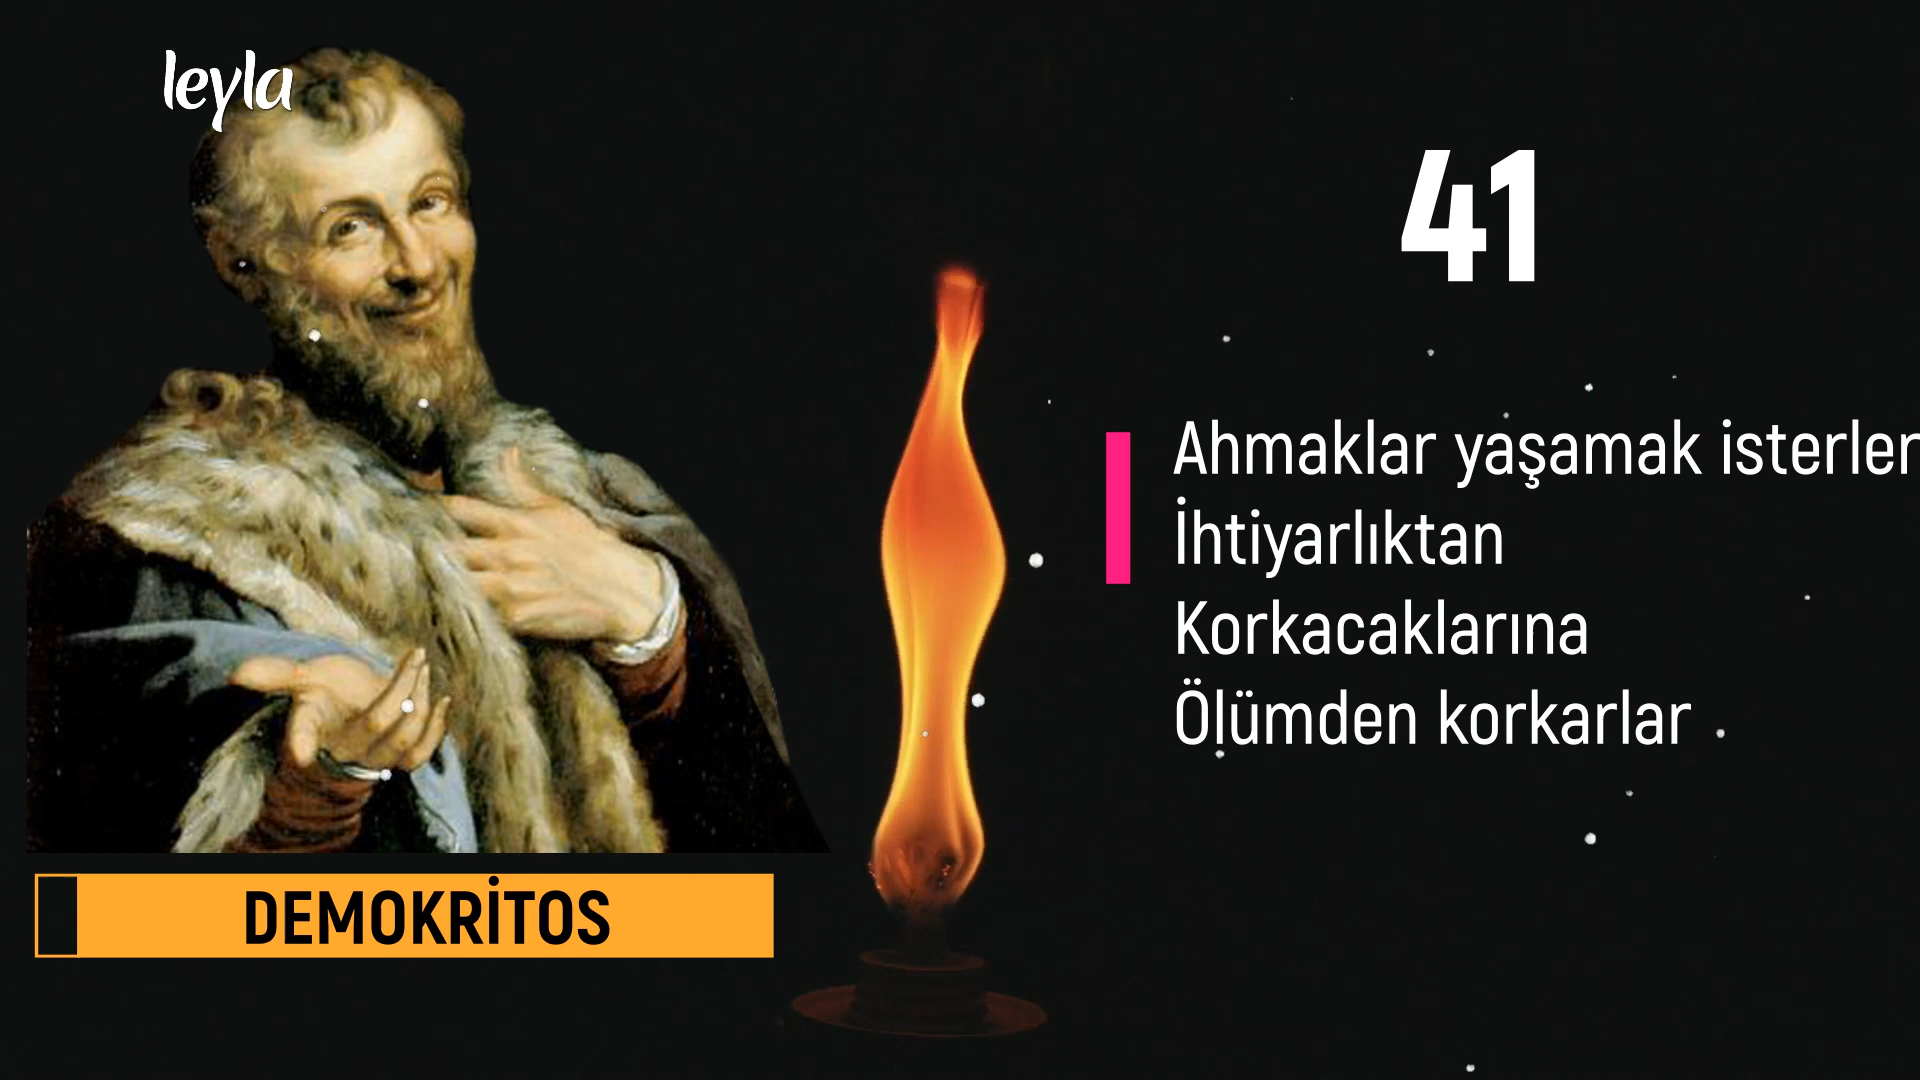 leyla
41
Ahmaklar yaşamak isterler
İhtiyarlıktan
Korkacaklarına
Ölümden korkarlar
DEMOKRİTOS